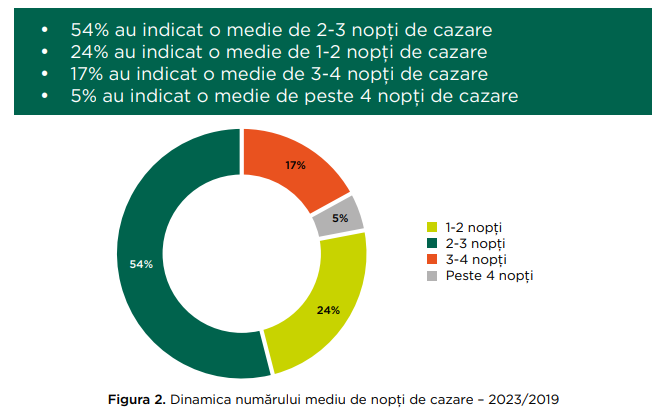 • 54% au indicat o medie de 2-3 nopți de cazare
• 24% au indicat o medie de 1-2 nopți de cazare
• 17% au indicat o medie de 3-4 nopți de cazare
• 5% au indicat o medie de peste 4 nopți de cazare
17%
5%
54%
24%
1-2 nopți
2-3 nopți
3-4 nopți
Peste 4 nopți
Figura 2. Dinamica numărului mediu de nopți de cazare – 2023/2019